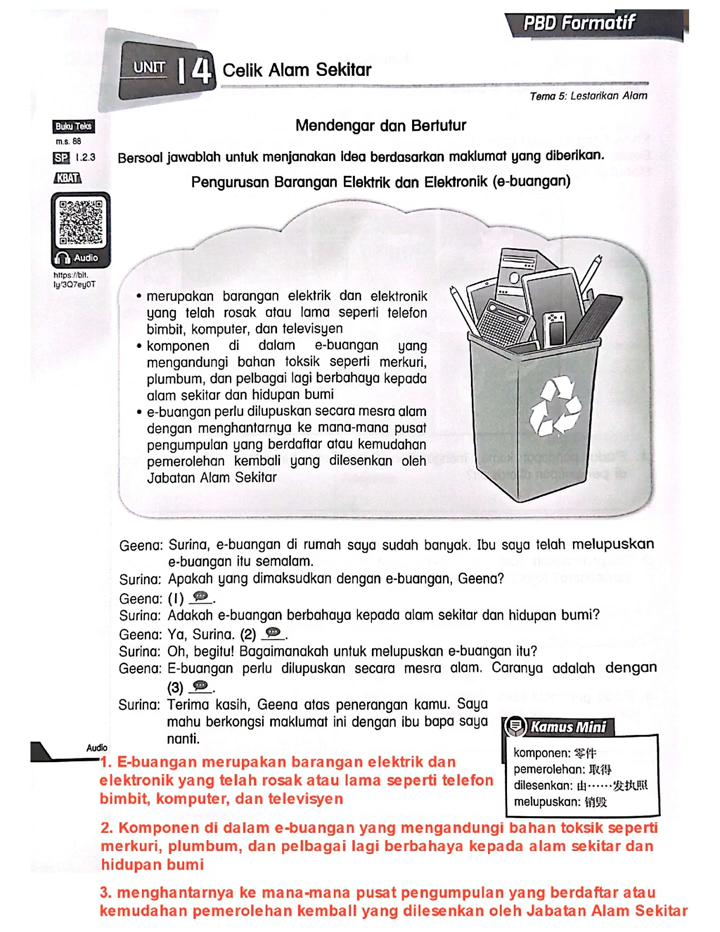 PBD Formatif
UNIT 14 Celik Alam Sekitar
Tema 5: Lestarikan Alam
Buku Teks
m.s. 88
SP 1.2.3
KBAT
Audio
https://bit.
ly/3Q7ey0T
Mendengar dan Bertutur
Bersoal jawablah untuk menjanakan idea berdasarkan maklumat yang diberikan.
Pengurusan Barangan Elektrik dan Elektronik (e-buangan)
• merupakan barangan elektrik dan elektronik
yang telah rosak atau lama seperti telefon
bimbit, komputer, dan televisyen
• komponen di dalam e-buangan yang
mengandungi bahan toksik seperti merkuri,
plumbum, dan pelbagai lagi berbahaya kepada
alam sekitar dan hidupan bumi
• e-buangan perlu dilupuskan secara mesra alam
dengan menghantarnya ke mana-mana pusat
pengumpulan yang berdaftar atau kemudahan
pemerolehan kembali yang dilesenkan oleh
Jabatan Alam Sekitar
Geena: Surina, e-buangan di rumah saya sudah banyak. Ibu saya telah melupuskan
e-buangan itu semalam.
Surina: Apakah yang dimaksudkan dengan e-buangan, Geena?
Geena: (1) .
Surina: Adakah e-buangan berbahaya kepada alam sekitar dan hidupan bumi?
Geena: Ya, Surina. (2) .
Surina: Oh, begitu! Bagaimanakah untuk melupuskan e-buangan itu?
Geena: E-buangan perlu dilupuskan secara mesra alam. Caranya adalah dengan
(3) .
Surina: Terima kasih, Geena atas penerangan kamu. Saya
mahu berkongsi maklumat ini dengan ibu bapa saya
nanti.
Kamus Mini
komponen: 零件
pemerolehan: 取得
dilesenkan: 由……发执照
melupuskan: 销毁
Audio
1. E-buangan merupakan barangan elektrik dan
elektronik yang telah rosak atau lama seperti telefon
bimbit, komputer, dan televisyen
2. Komponen di dalam e-buangan yang mengandungi bahan toksik seperti
merkuri, plumbum, dan pelbagai lagi berbahaya kepada alam sekitar dan
hidupan bumi
3. menghantarnya ke mana-mana pusat pengumpulan yang berdaftar atau
kemudahan pemerolehan kemball yang dilesenkan oleh Jabatan Alam Sekitar